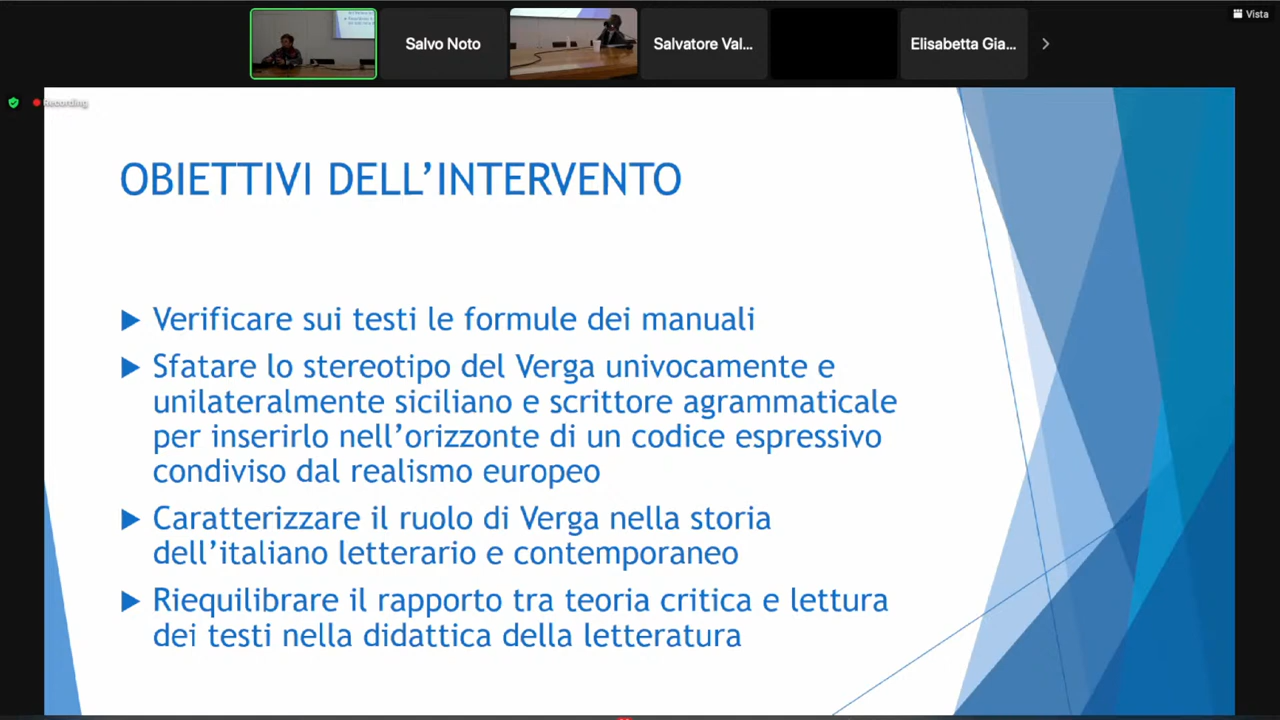 Vista
Salvo Noto
Salvatore Val...
Elisabetta Gia...
Recording
OBIETTIVI DELL’INTERVENTO
Verificare sui testi le formule dei manuali
Sfatare lo stereotipo del Verga univocamente e
unilateralmente siciliano e scrittore agrammaticale
per inserirlo nell’orizzonte di un codice espressivo
condiviso dal realismo europeo
Caratterizzare il ruolo di Verga nella storia
dell’italiano letterario e contemporaneo
Riequilibrare il rapporto tra teoria critica e lettura
dei testi nella didattica della letteratura